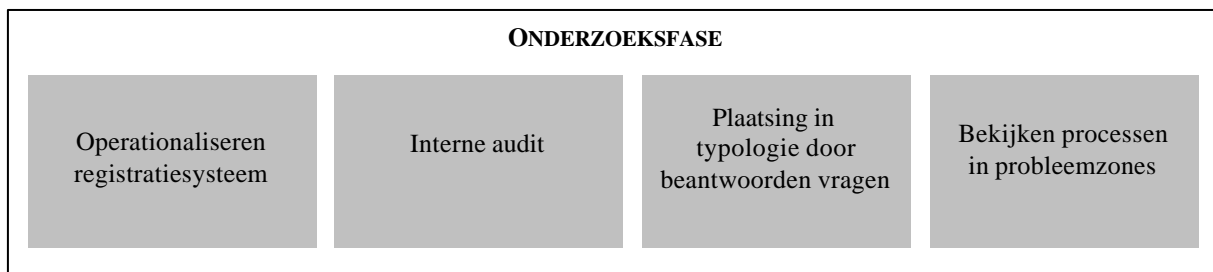 ONDERZOEKSFASE
Operationaliseren
registratiesysteem
Interne audit
Plaatsing in
typologie door
beantwoorden vragen
Bekijken processen
in probleemzones